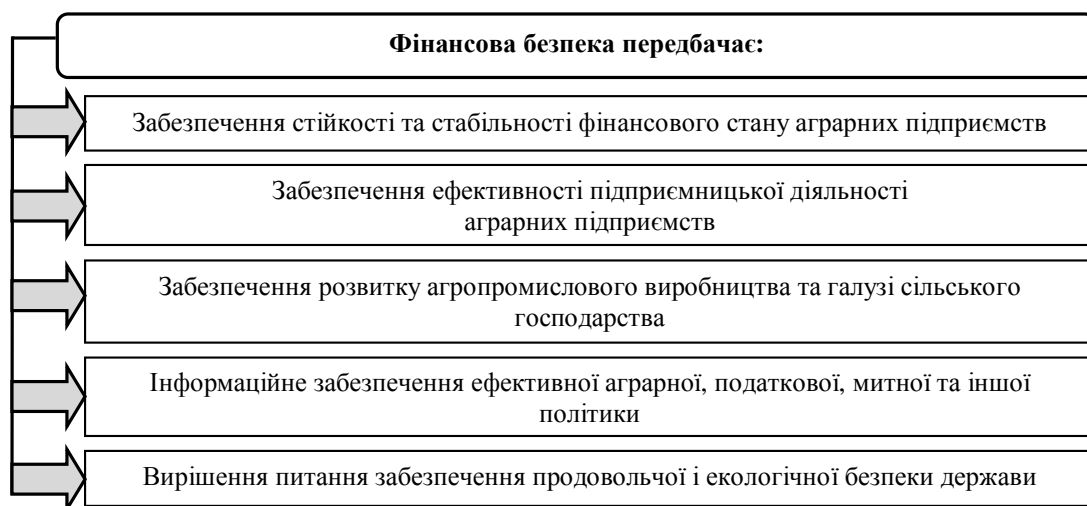 Фінансова безпека передбачає:
Забезпечення стійкості та стабільності фінансового стану аграрних підприємств
Забезпечення ефективності підприємницької діяльності
аграрних підприємств
Забезпечення розвитку агропромислового виробництва та галузі сільського
господарства
Інформаційне забезпечення ефективної аграрної, податкової, митної та іншої
політики
Вирішення питання забезпечення продовольчої і екологічної безпеки держави